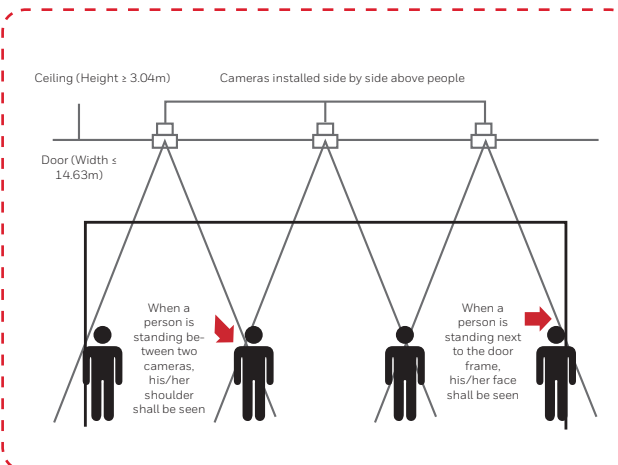 Ceiling (Height ≥ 3.04m)
Cameras installed side by side above people
Door (Width ≤
14.63m)
When a
person is
standing be-
tween two
cameras,
his/her
shoulder
shall be seen
When a
person is
standing next
to the door
frame,
his/her face
shall be seen